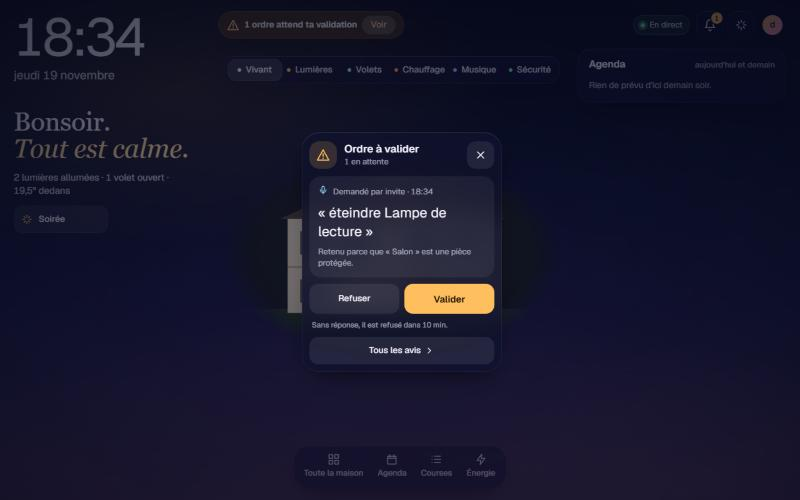 18:34
jeudi 19 novembre
1 ordre attend ta validation
Voir
En direct
1
d
Vivant
Lumières
Volets
Chauffage
Musique
Sécurité
Agenda
aujourd'hui et demain
Rien de prévu d'ici demain soir.
Bonsoir.
Tout est calme.
2 lumières allumées · 1 volet ouvert ·
19,5° dedans
Soirée
Ordre à valider
1 en attente
Demandé par invite · 18:34
« éteindre Lampe de
lecture »
Retenu parce que « Salon » est une pièce
protégée.
Refuser
Valider
Sans réponse, il est refusé dans 10 min.
Tous les avis
Toute la maison
Agenda
Courses
Énergie